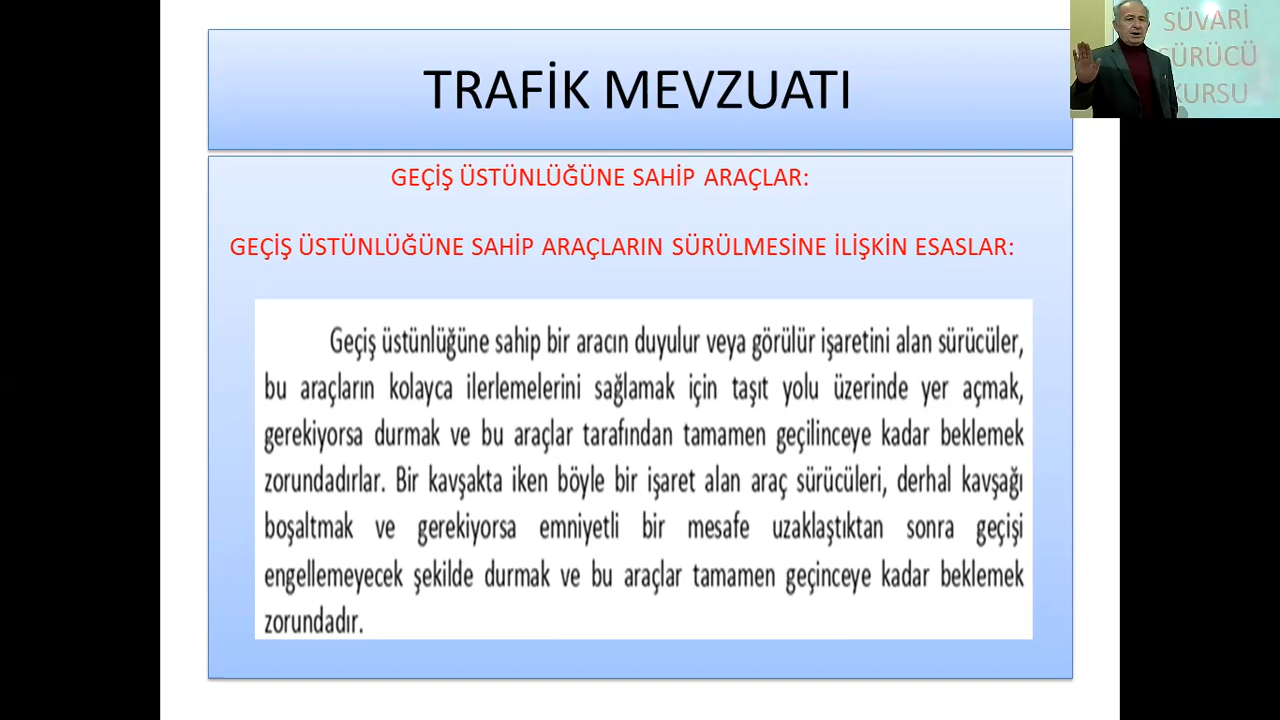 TRAFİK MEVZUATI
SÜVARİ
SÜRÜCÜ
KURSU
GEÇİŞ ÜSTÜNLÜĞÜNE SAHİP ARAÇLAR:
GEÇİŞ ÜSTÜNLÜĞÜNE SAHİP ARAÇLARIN SÜRÜLMESİNE İLİŞKİN ESASLAR:
Geçiş üstünlüğüne sahip bir aracın duyulur veya görülür işaretini alan sürücüler,
bu araçların kolayca ilerlemelerini sağlamak için taşıt yolu üzerinde yer açmak,
gerekiyorsa durmak ve bu araçlar tarafından tamamen geçilinceye kadar beklemek
zorundadırlar. Bir kavşakta iken böyle bir işaret alan araç sürücüleri, derhal kavşağı
boşaltmak ve gerekiyorsa emniyetli bir mesafe uzaklaştıktan sonra geçişi
engellemeyecek şekilde durmak ve bu araçlar tamamen geçinceye kadar beklemek
zorundadır.